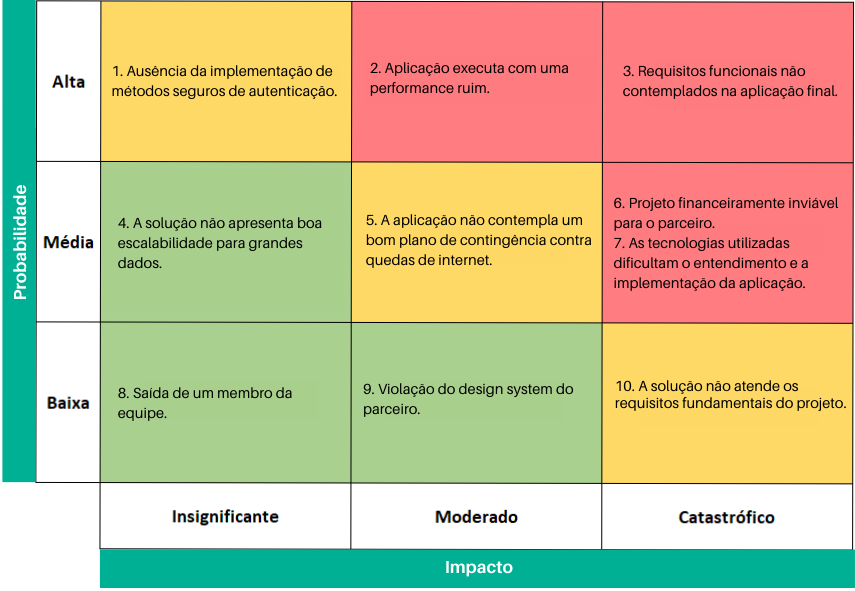 Probabilidade
Alta
1. Ausência da implementação de
métodos seguros de autenticação.
2. Aplicação executa com uma
performance ruim.
3. Requisitos funcionais não
contemplados na aplicação final.
Média
4. A solução não apresenta boa
escalabilidade para grandes
dados.
5. A aplicação não contempla um
bom plano de contingência contra
quedas de internet.
6. Projeto financeiramente inviável
para o parceiro.
7. As tecnologias utilizadas
dificultam o entendimento e a
implementação da aplicação.
Baixa
8. Saída de um membro da
equipe.
9. Violação do design system do
parceiro.
10. A solução não atende os
requisitos fundamentais do projeto.
Insignificante
Moderado
Catastrófico
Impacto